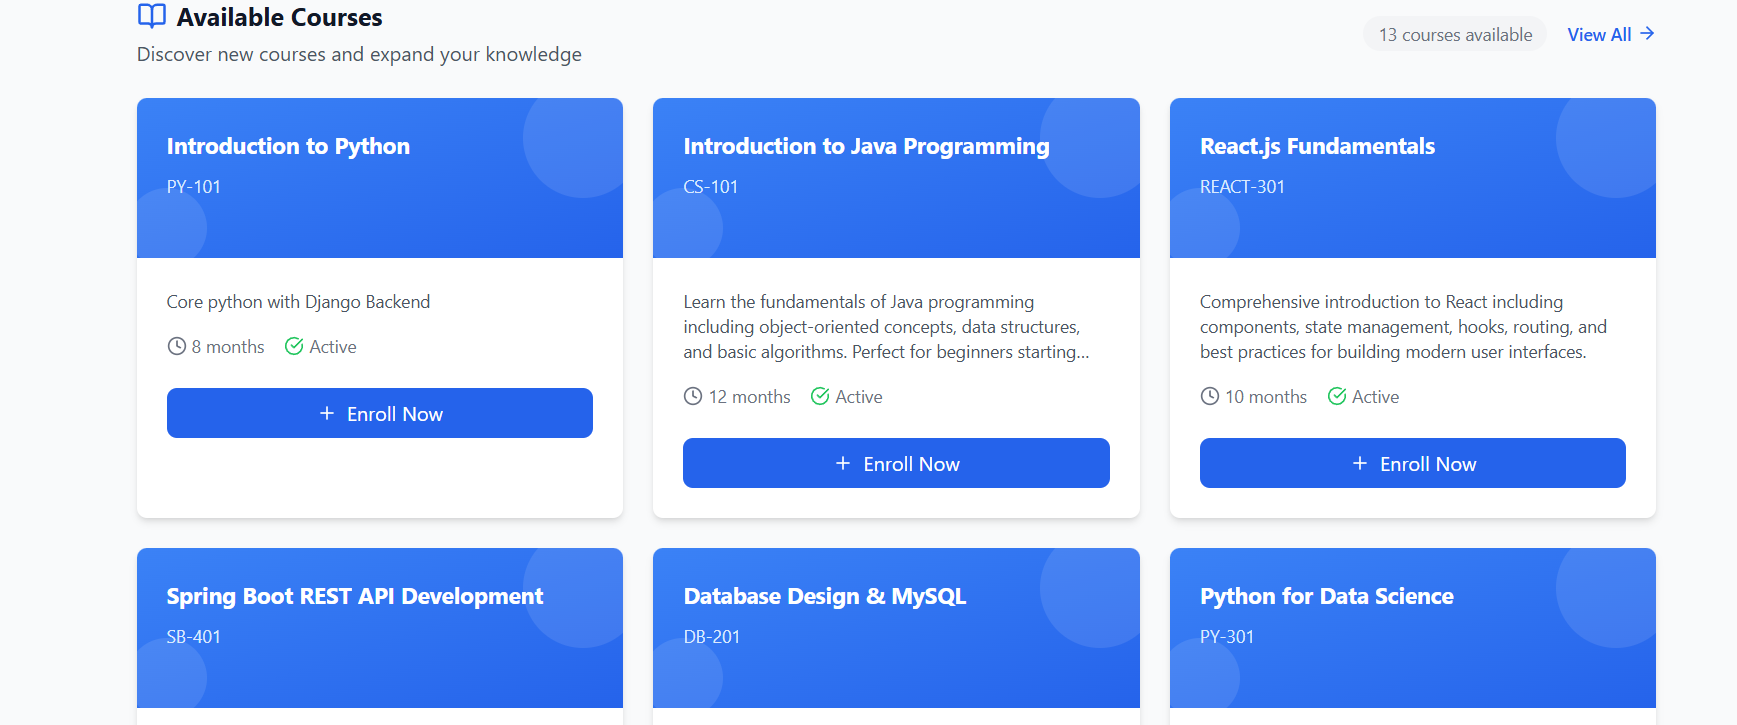 Available Courses
Discover new courses and expand your knowledge
13 courses available
View All
Introduction to Python
PY-101
Core python with Django Backend
8 months
Active
Enroll Now
Introduction to Java Programming
CS-101
Learn the fundamentals of Java programming
including object-oriented concepts, data structures,
and basic algorithms. Perfect for beginners starting...
12 months
Active
Enroll Now
React.js Fundamentals
REACT-301
Comprehensive introduction to React including
components, state management, hooks, routing, and
best practices for building modern user interfaces.
10 months
Active
Enroll Now
Spring Boot REST API Development
SB-401
Database Design & MySQL
DB-201
Python for Data Science
PY-301